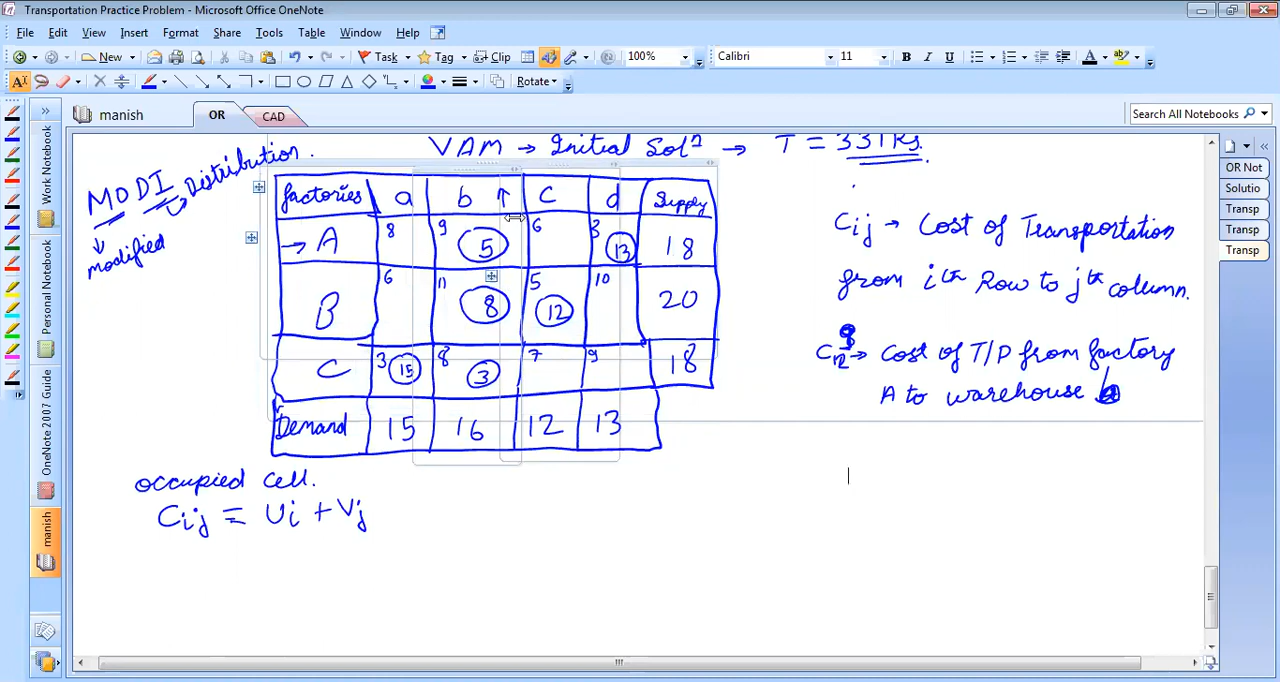 Transportation Practice Problem - Microsoft Office OneNote
File Edit View Insert Format Share Tools Table Window Help
New Task Tag Clip 100% Calibri 11 B I U
A Rotate
manish OR CAD Search All Notebooks
Work Notebook
Personal Notebook
OneNote 2007 Guide
manish
OR Not
Solutio
Transp
Transp
Transp
VAM → Initial Solⁿ → T = 331 Rs.
MODI Distribution.
modified
factories a b ↑ c d Supply
→ A 8 9 5 6 3 13 18
B 6 11 8 5 12 10 20
C 3 15 8 3 7 9 18
Demand 15 16 12 13
Cij → Cost of Transportation
from ith Row to jth column.
C12 → Cost of T/P from factory
A to warehouse b
occupied cell.
Cij = Ui + Vj